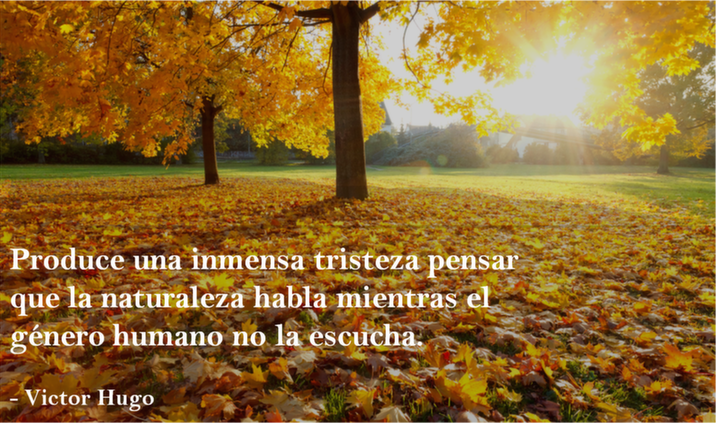 Produce una inmensa tristeza pensar
que la naturaleza habla mientras el
género humano no la escucha.
- Victor Hugo